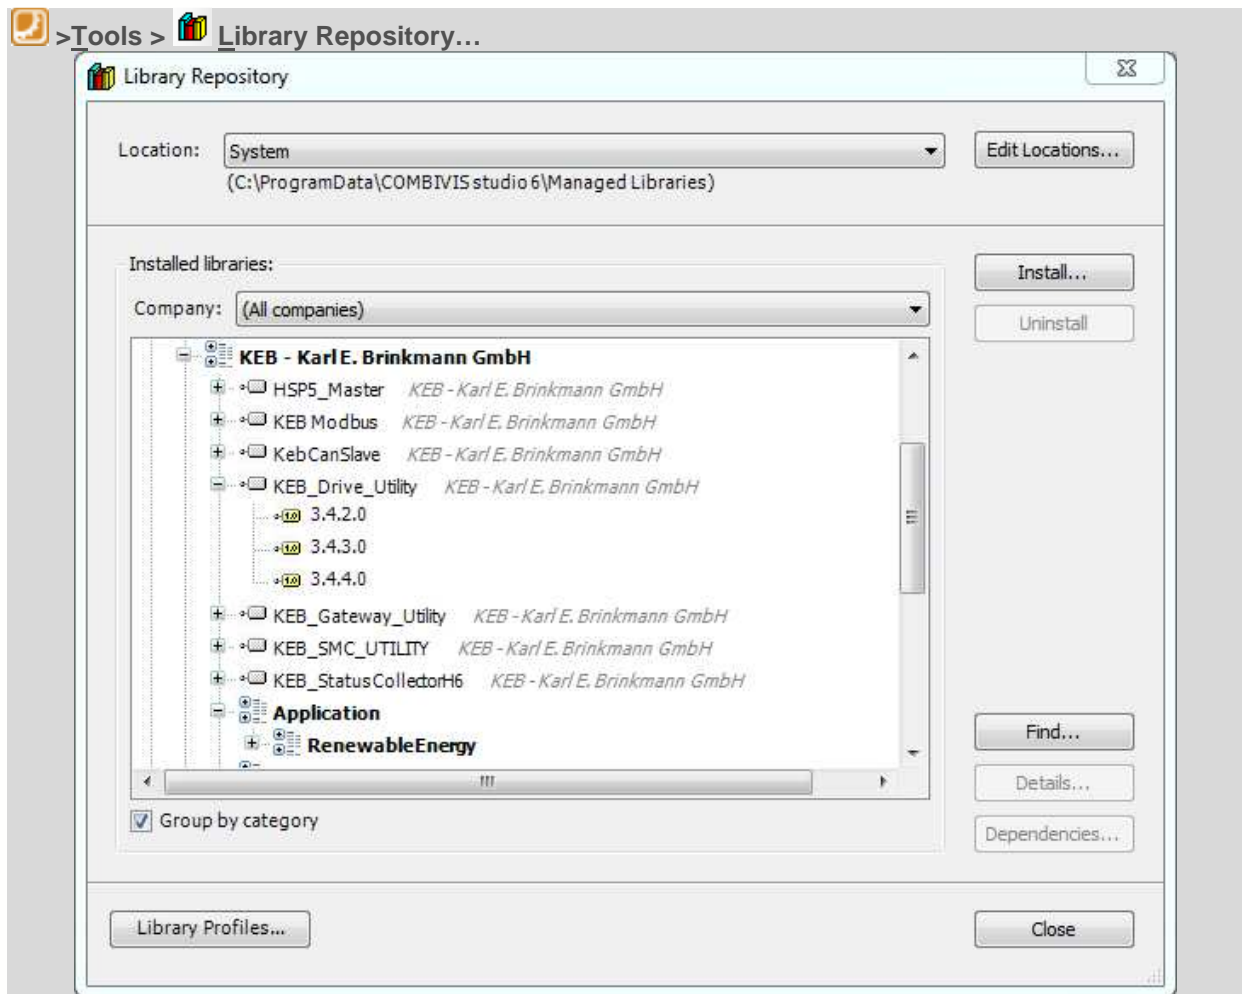 >Tools > Library Repository…
Library Repository
Location: System Edit Locations...
(C:\ProgramData\COMBIVIS studio 6\Managed Libraries)
Installed libraries:
Install...
Company: (All companies)
Uninstall
KEB - Karl E. Brinkmann GmbH
HSP5_Master KEB - Karl E. Brinkmann GmbH
KEB Modbus KEB - Karl E. Brinkmann GmbH
KebCanSlave KEB - Karl E. Brinkmann GmbH
KEB_Drive_Utility KEB - Karl E. Brinkmann GmbH
3.4.2.0
3.4.3.0
3.4.4.0
KEB_Gateway_Utility KEB - Karl E. Brinkmann GmbH
KEB_SMC_UTILITY KEB - Karl E. Brinkmann GmbH
KEB_StatusCollectorH6 KEB - Karl E. Brinkmann GmbH
Application
RenewableEnergy
Find...
Details...
Group by category
Dependencies...
Library Profiles...
Close